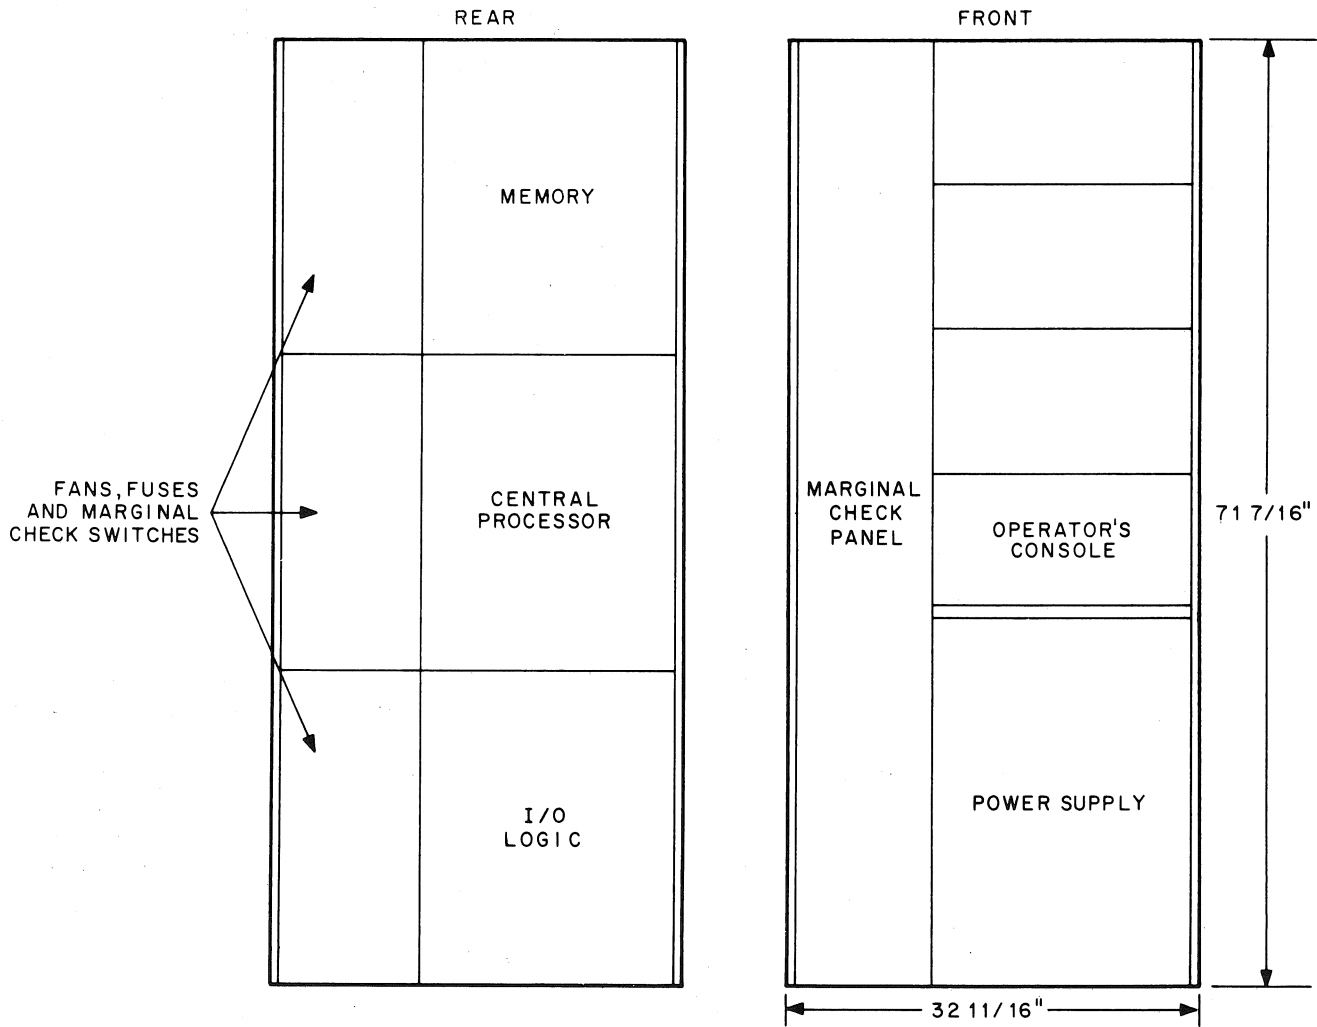 REAR
FRONT
MEMORY
FANS, FUSES
AND MARGINAL
CHECK SWITCHES
CENTRAL
PROCESSOR
I/O
LOGIC
MARGINAL
CHECK
PANEL
OPERATOR'S
CONSOLE
POWER SUPPLY
71 7/16"
32 11/16"